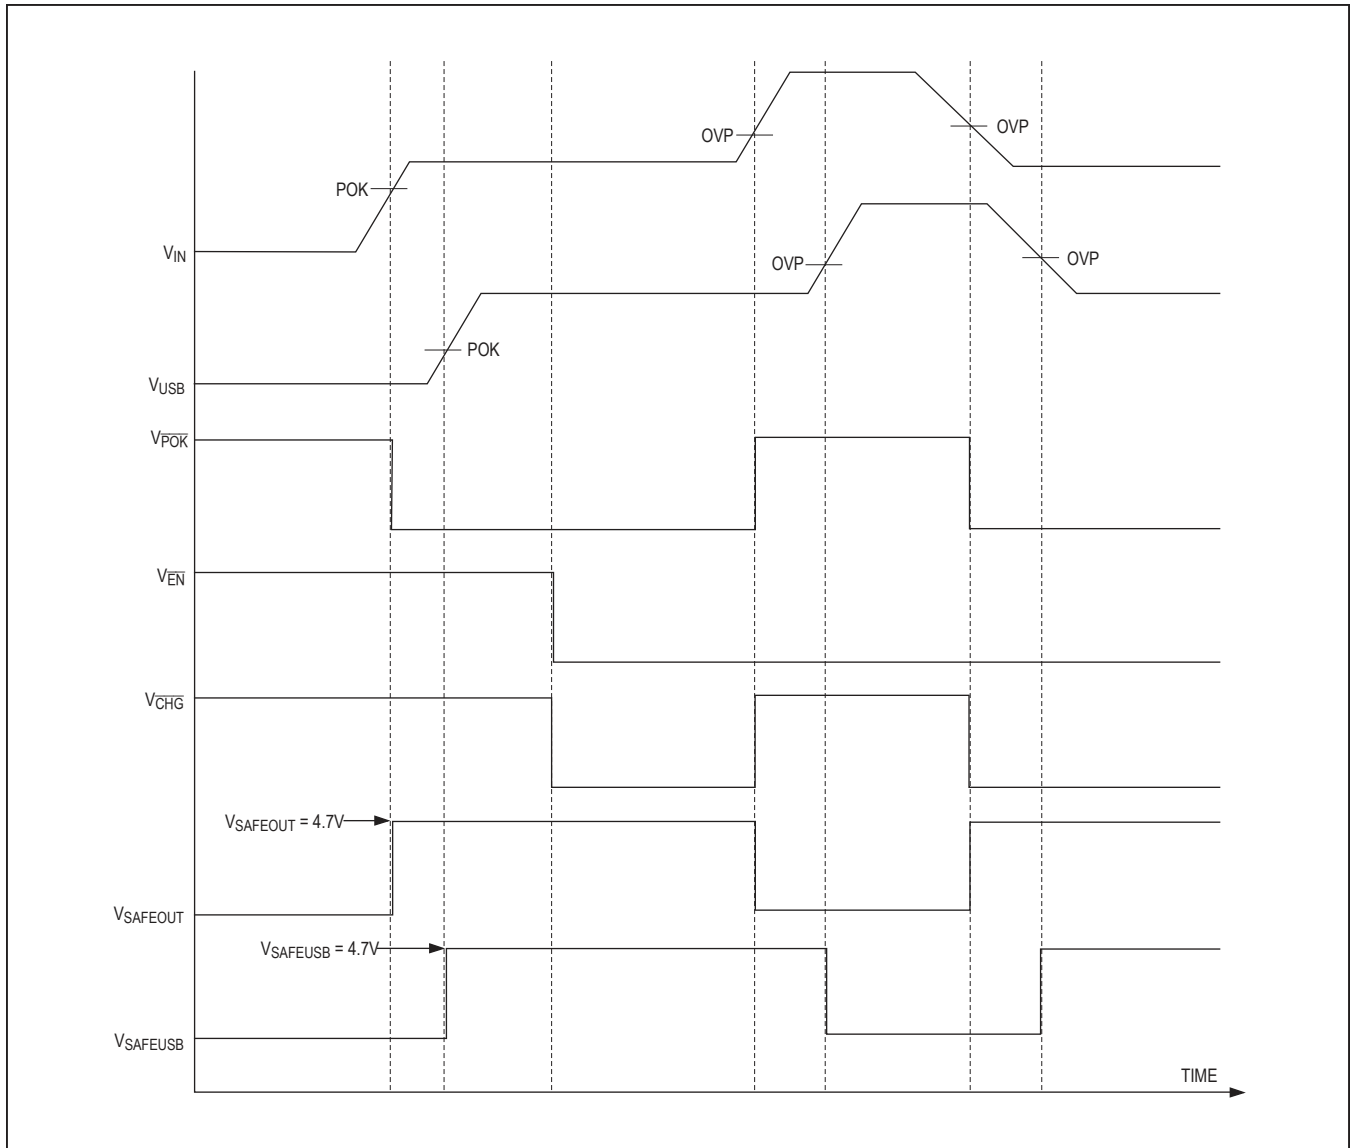 OVP
OVP
POK
VIN
OVP
OVP
POK
VUSB
VPOK
VEN
VCHG
VSAFEOUT = 4.7V
VSAFEOUT
VSAFEUSB = 4.7V
VSAFEUSB
TIME